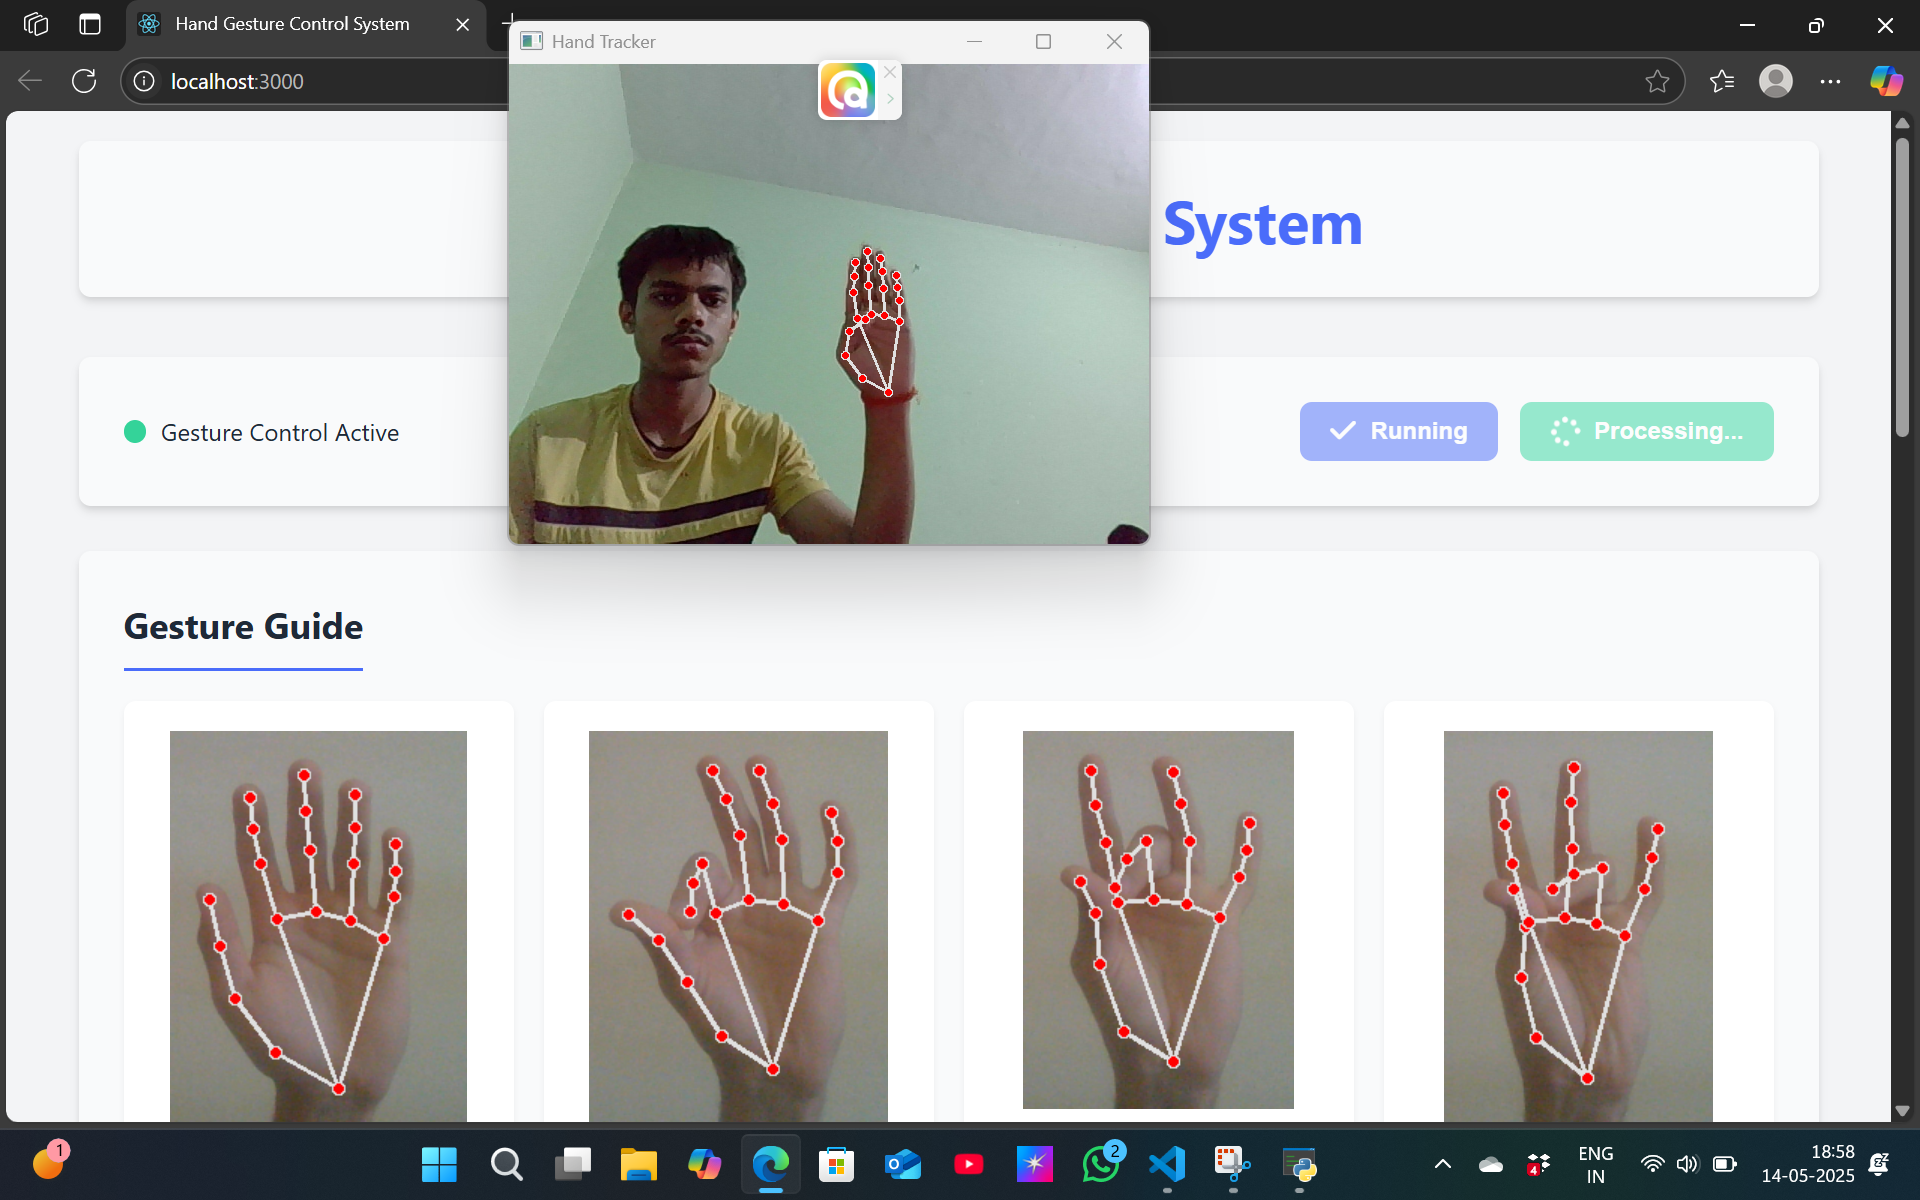 Hand Gesture Control System
Hand Tracker
localhost:3000
System
Gesture Control Active
Running
Processing...
Gesture Guide
1
2
4
ENG
IN
18:58
14-05-2025